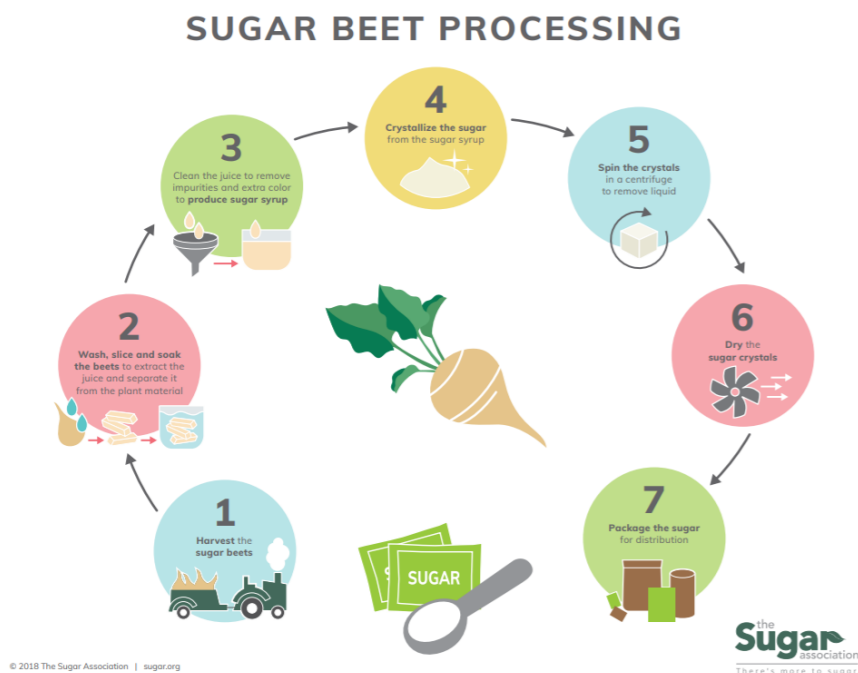 SUGAR BEET PROCESSING
4
Crystallize the sugar
from the sugar syrup
3
Clean the juice to remove
impurities and extra color
to produce sugar syrup
5
Spin the crystals
in a centrifuge
to remove liquid
2
Wash, slice and soak
the beets to extract the
juice and separate it
from the plant material
6
Dry the
sugar crystals
1
Harvest the
sugar beets
7
Package the sugar
for distribution
SUGAR
the
Sugar
association
There's more to sugar
© 2018 The Sugar Association | sugar.org